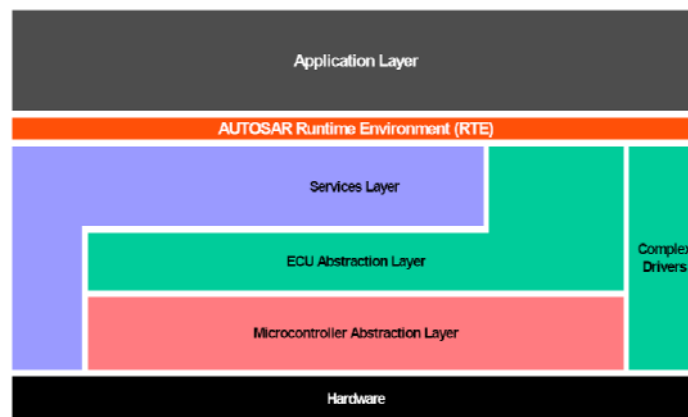 Application Layer
AUTOSAR Runtime Environment (RTE)
Services Layer
ECU Abstraction Layer
Complex
Drivers
Microcontroller Abstraction Layer
Hardware